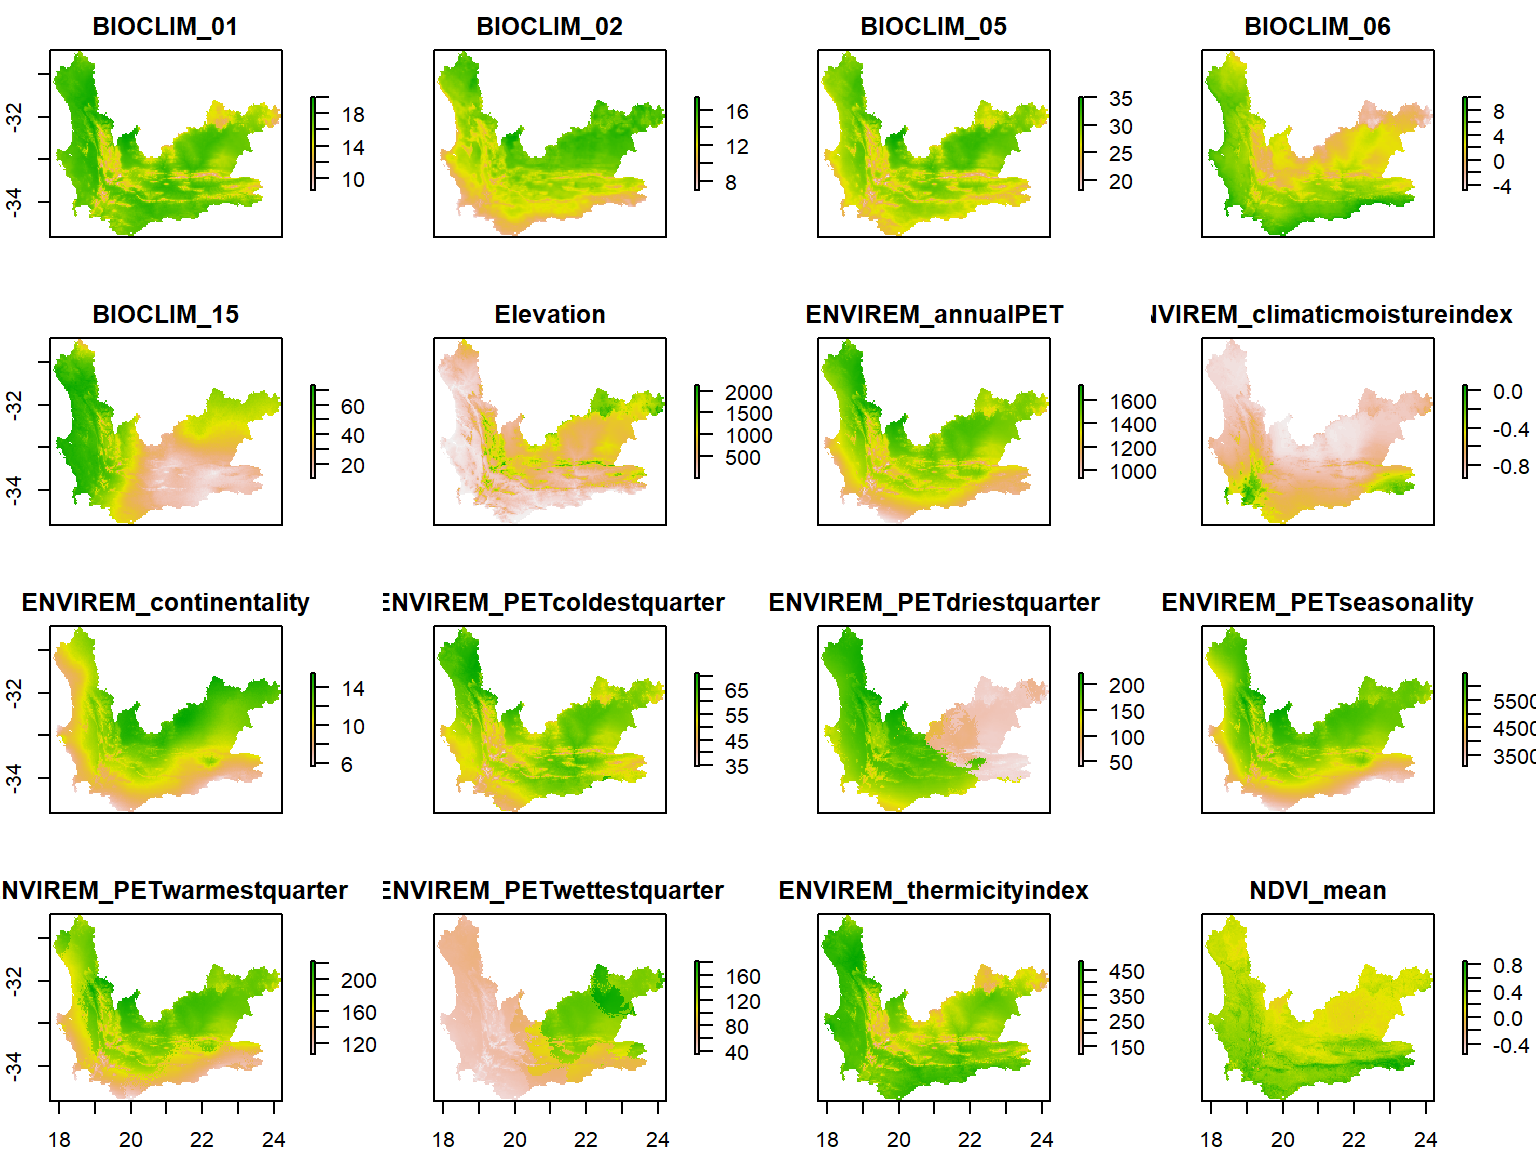 BIOCLIM_01 BIOCLIM_02 BIOCLIM_05 BIOCLIM_06
-32 -34 18 14 10
16 12 8
35 30 25 20
8 4 0 -4
BIOCLIM_15 Elevation ENVIREM_annualPET NVIREM_climaticmoistureindex
-32 -34 60 40 20
2000 1500 1000 500
1600 1400 1200 1000
0.0 -0.4 -0.8
ENVIREM_continentality ENVIREM_PETcoldestquarter ENVIREM_PETdriestquarter ENVIREM_PETseasonality
-32 -34 14 10 6
65 55 45 35
200 150 100 50
5500 4500 3500
NVIREM_PETwarmestquarter ENVIREM_PETwettestquarter ENVIREM_thermicityindex NDVI_mean
-32 -34 200 160 120
160 120 80 40
450 350 250 150
0.8 0.4 0.0 -0.4
18 20 22 24 18 20 22 24 18 20 22 24 18 20 22 24